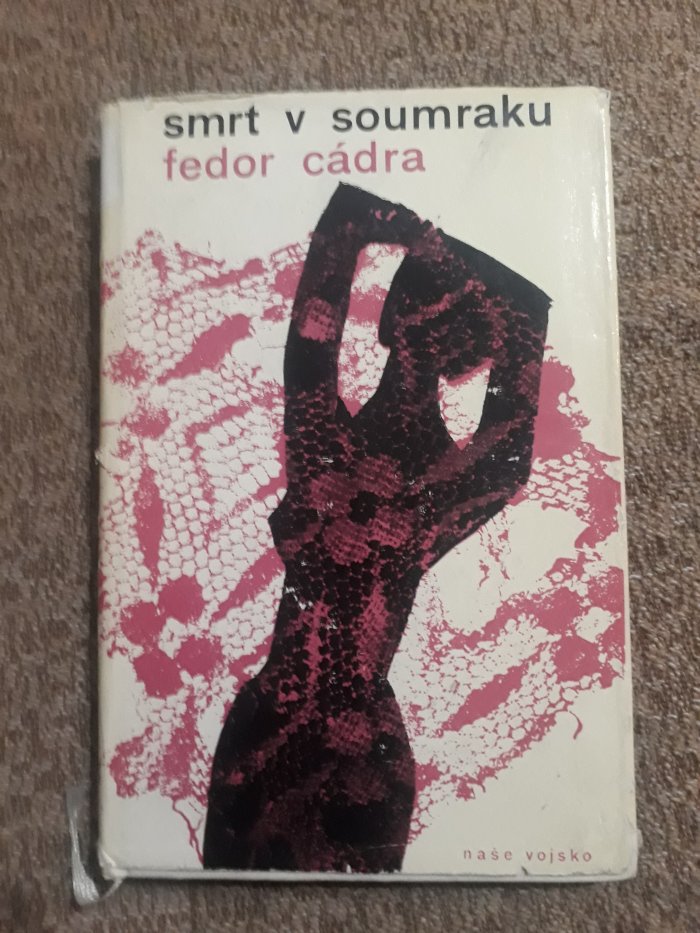 smrt v soumraku
fedor cádra
naše vojsko